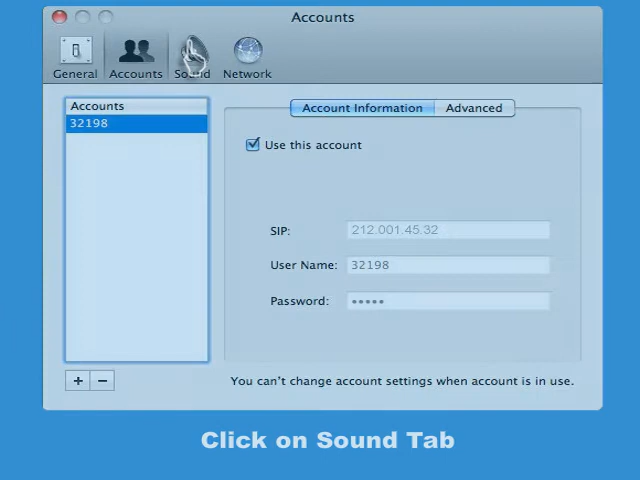 Accounts
General Accounts Sound Network
Accounts
32198
Account Information Advanced
Use this account
SIP: 212.001.45.32
User Name: 32198
Password: •••••
+ −
You can't change account settings when account is in use.
Click on Sound Tab